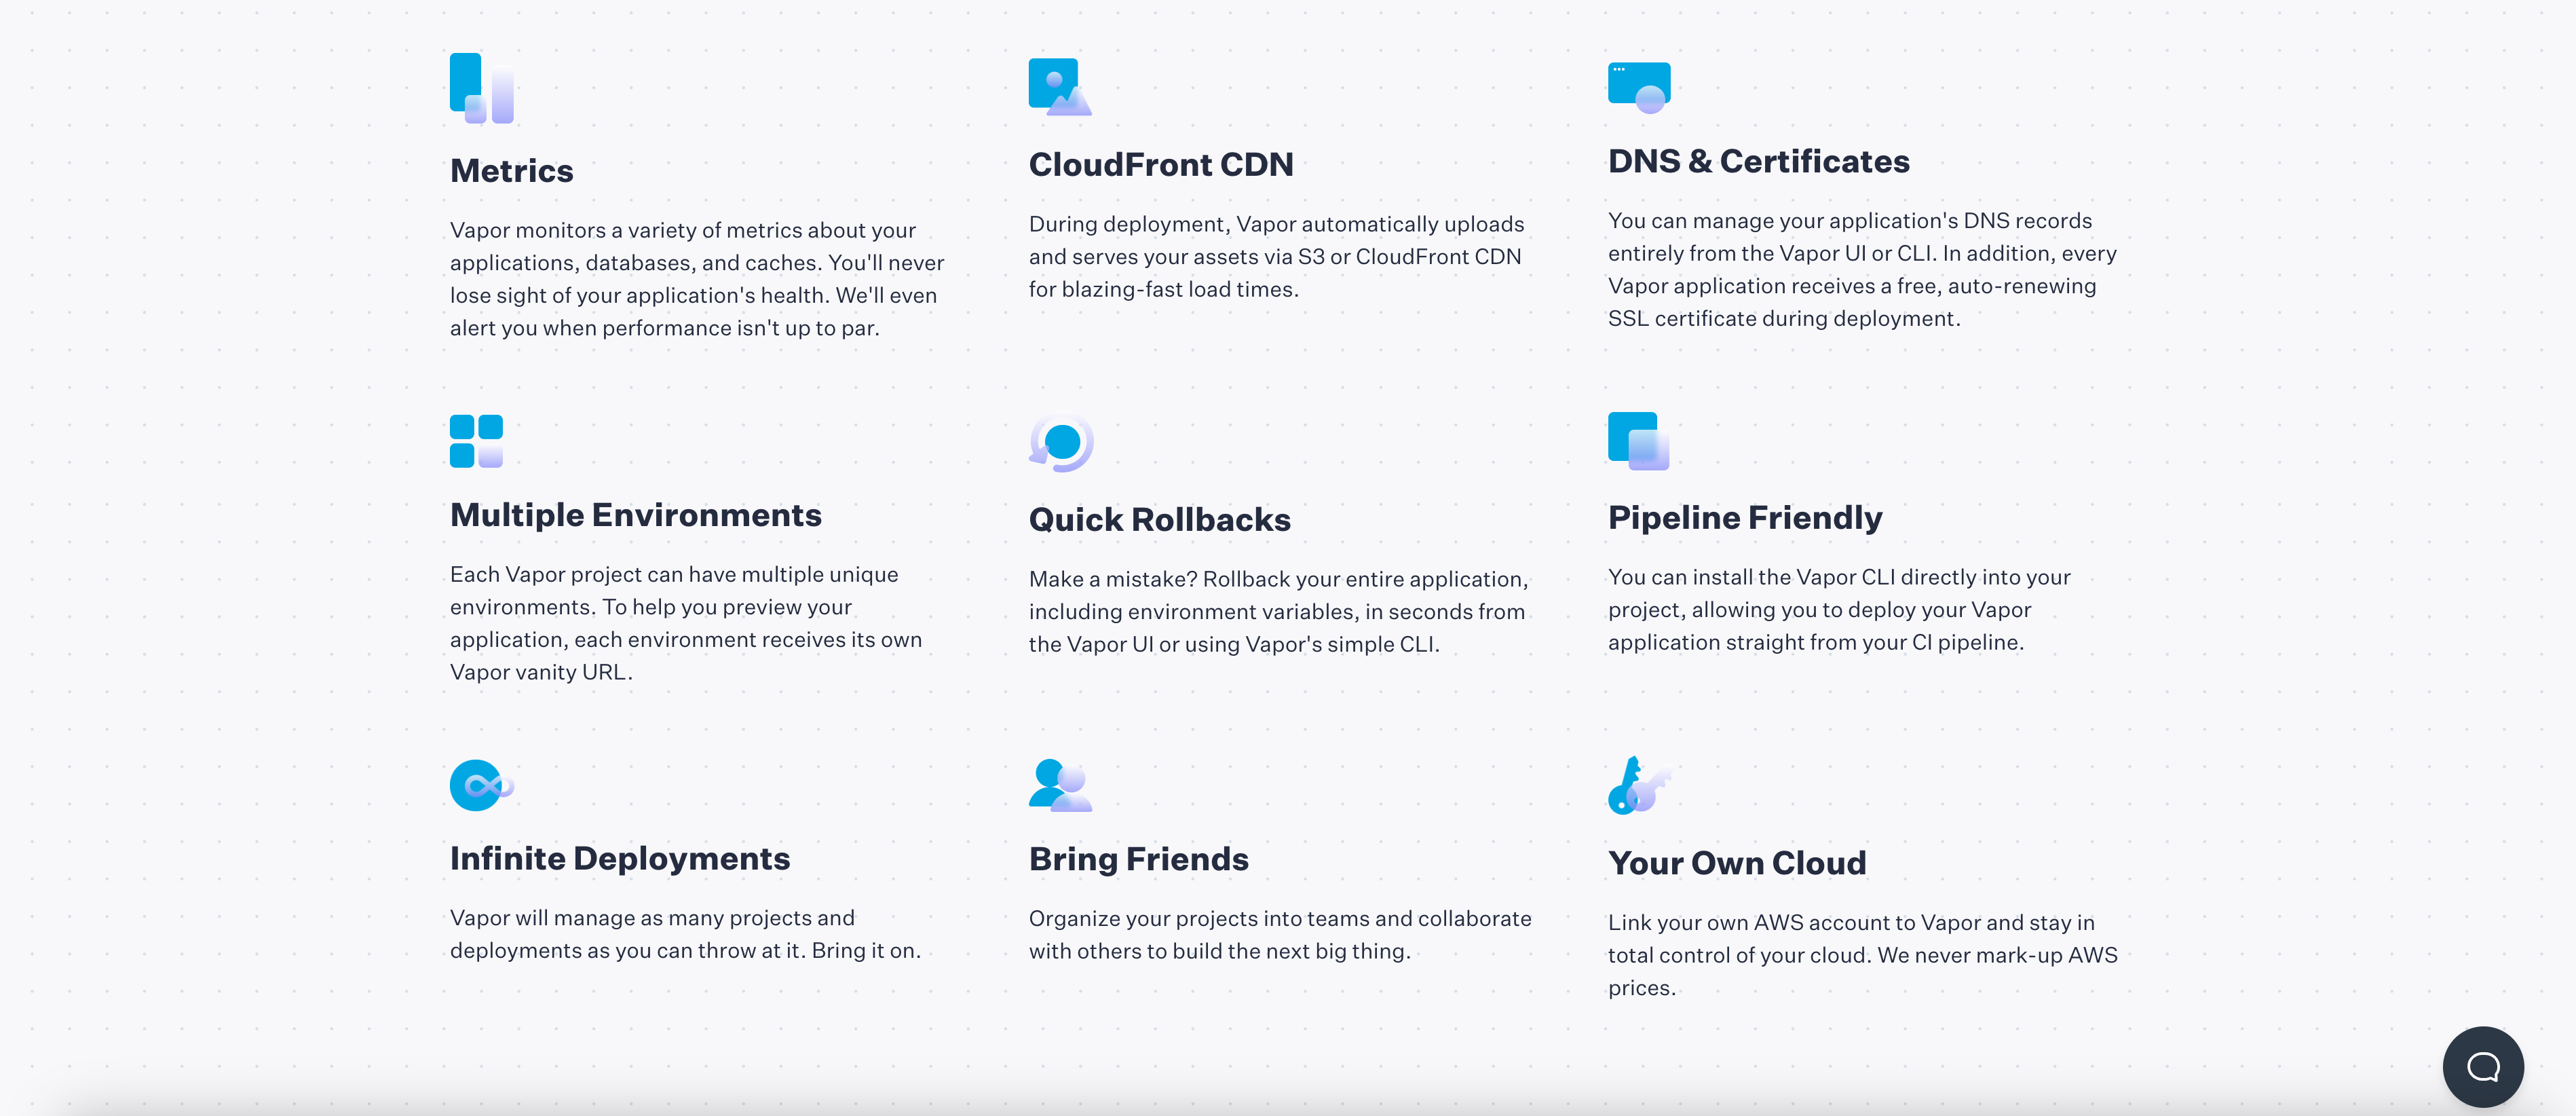 Metrics
Vapor monitors a variety of metrics about your
applications, databases, and caches. You'll never
lose sight of your application's health. We'll even
alert you when performance isn't up to par.
CloudFront CDN
During deployment, Vapor automatically uploads
and serves your assets via S3 or CloudFront CDN
for blazing-fast load times.
DNS & Certificates
You can manage your application's DNS records
entirely from the Vapor UI or CLI. In addition, every
Vapor application receives a free, auto-renewing
SSL certificate during deployment.
Multiple Environments
Each Vapor project can have multiple unique
environments. To help you preview your
application, each environment receives its own
Vapor vanity URL.
Quick Rollbacks
Make a mistake? Rollback your entire application,
including environment variables, in seconds from
the Vapor UI or using Vapor's simple CLI.
Pipeline Friendly
You can install the Vapor CLI directly into your
project, allowing you to deploy your Vapor
application straight from your CI pipeline.
Infinite Deployments
Vapor will manage as many projects and
deployments as you can throw at it. Bring it on.
Bring Friends
Organize your projects into teams and collaborate
with others to build the next big thing.
Your Own Cloud
Link your own AWS account to Vapor and stay in
total control of your cloud. We never mark-up AWS
prices.